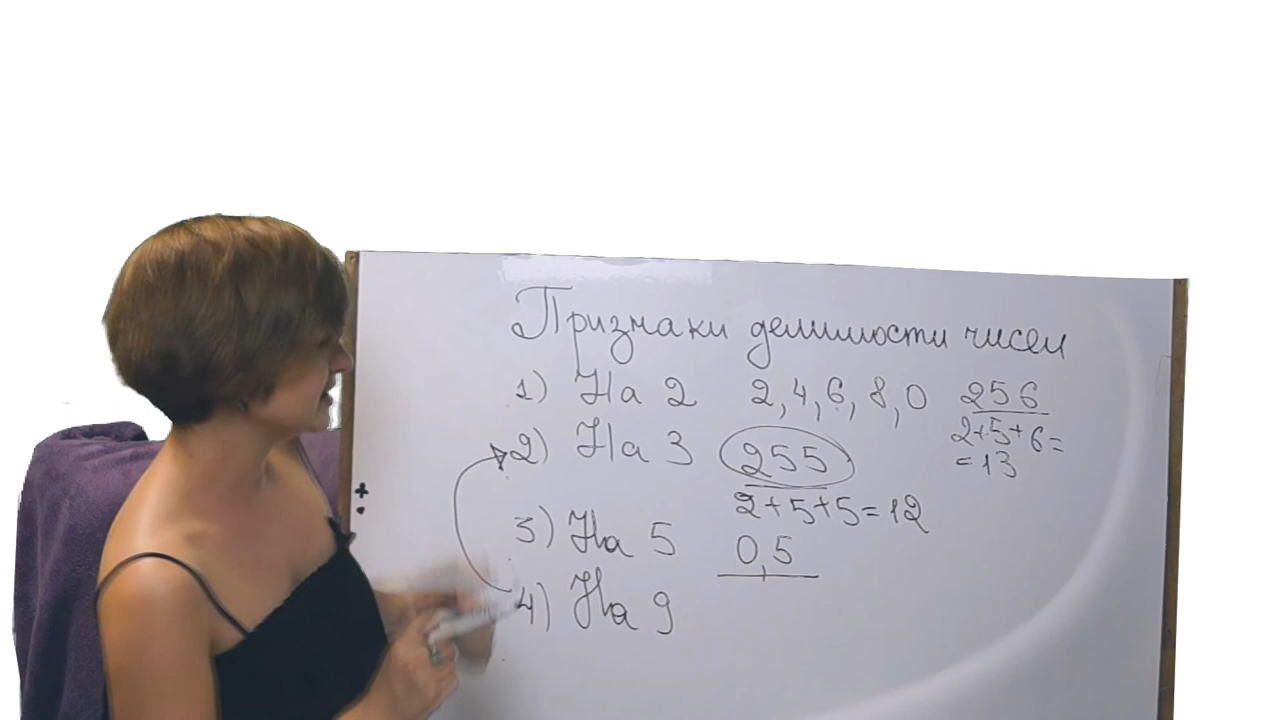 Признаки делимости чисел
1) На 2 2, 4, 6, 8, 0 256
2+5+6=
=13
2) На 3 255
2+5+5=12
3) На 5 0, 5
4) На 9